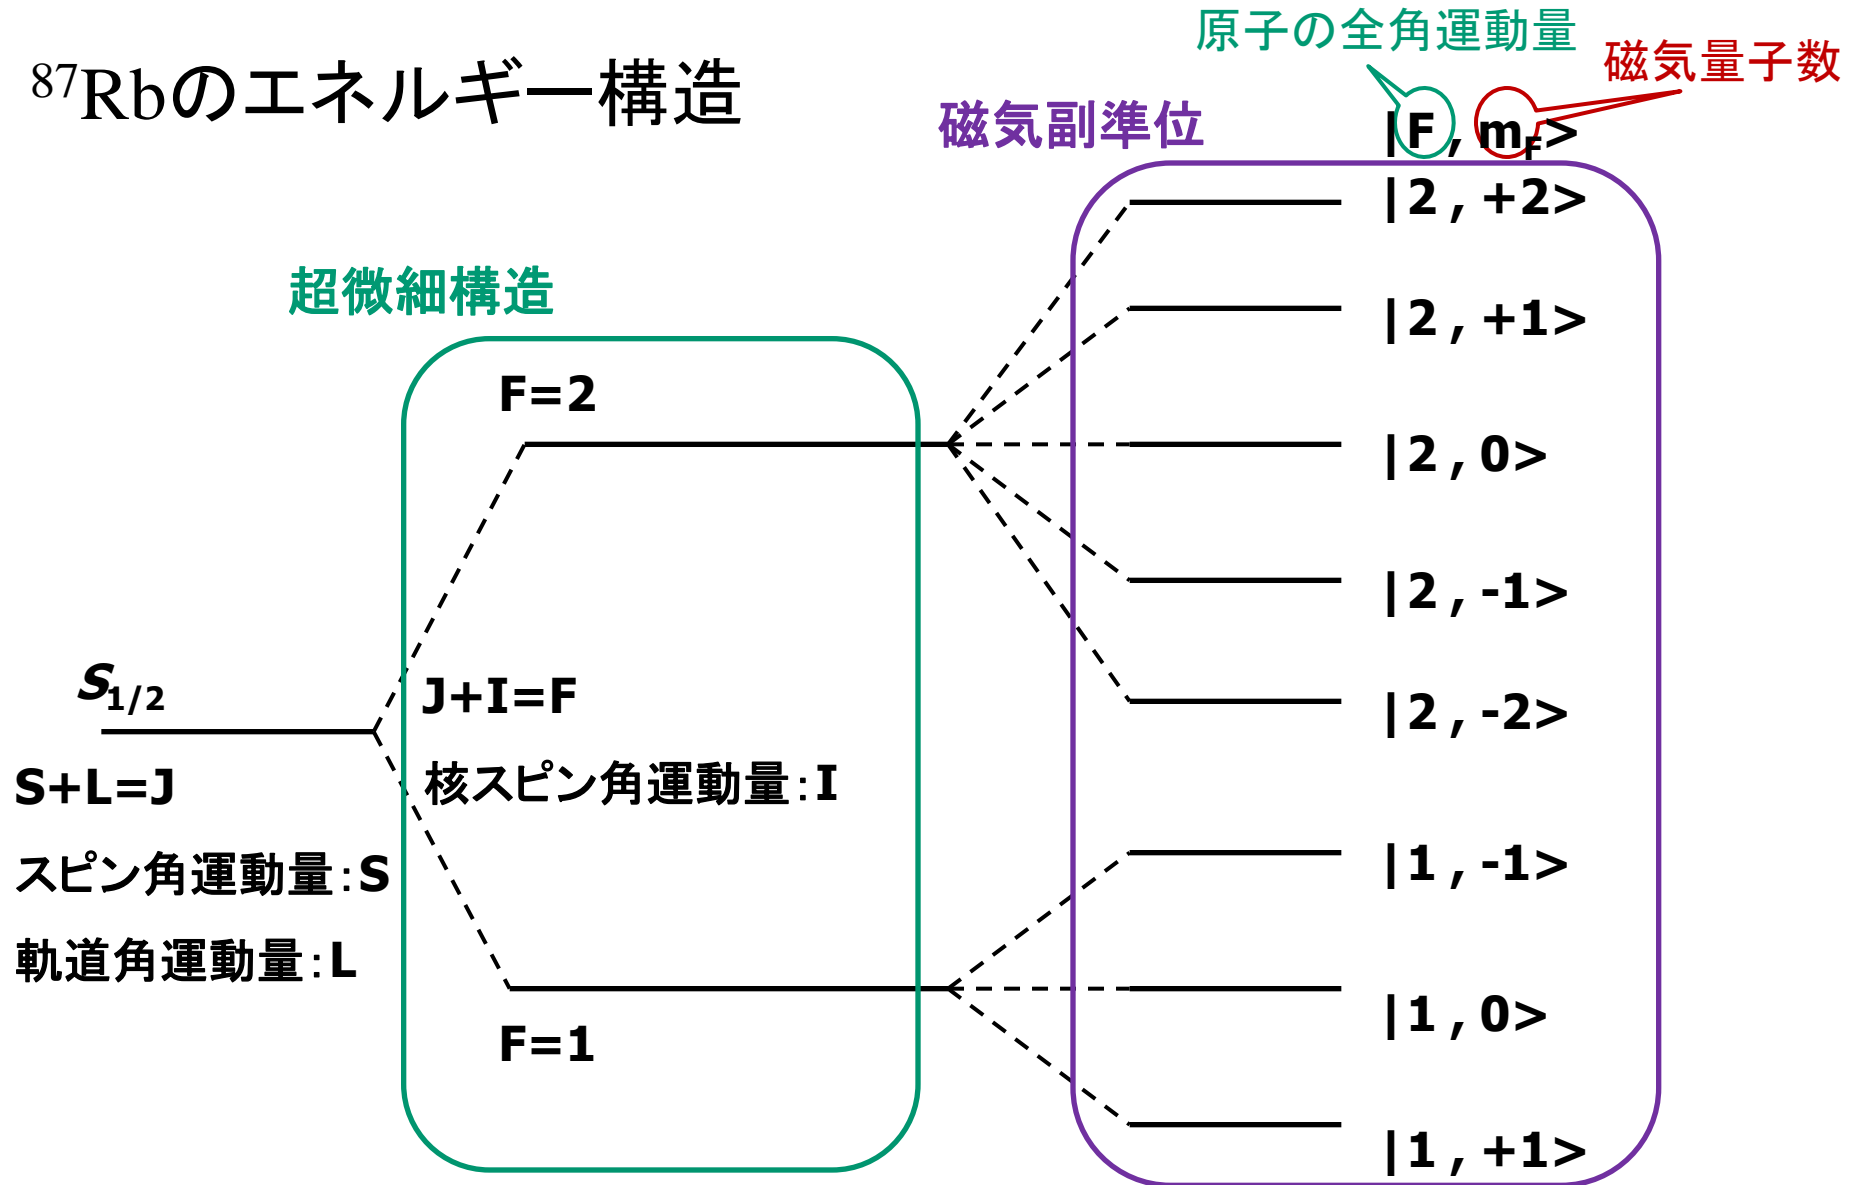 ⁸⁷Rbのエネルギー構造
原子の全角運動量
磁気量子数
磁気副準位
|F,mF>
|2,+2>
|2,+1>
|2,0>
|2,-1>
|2,-2>
|1,-1>
|1,0>
|1,+1>
超微細構造
F=2
J+I=F
核スピン角運動量:I
F=1
S1/2
S+L=J
スピン角運動量:S
軌道角運動量:L